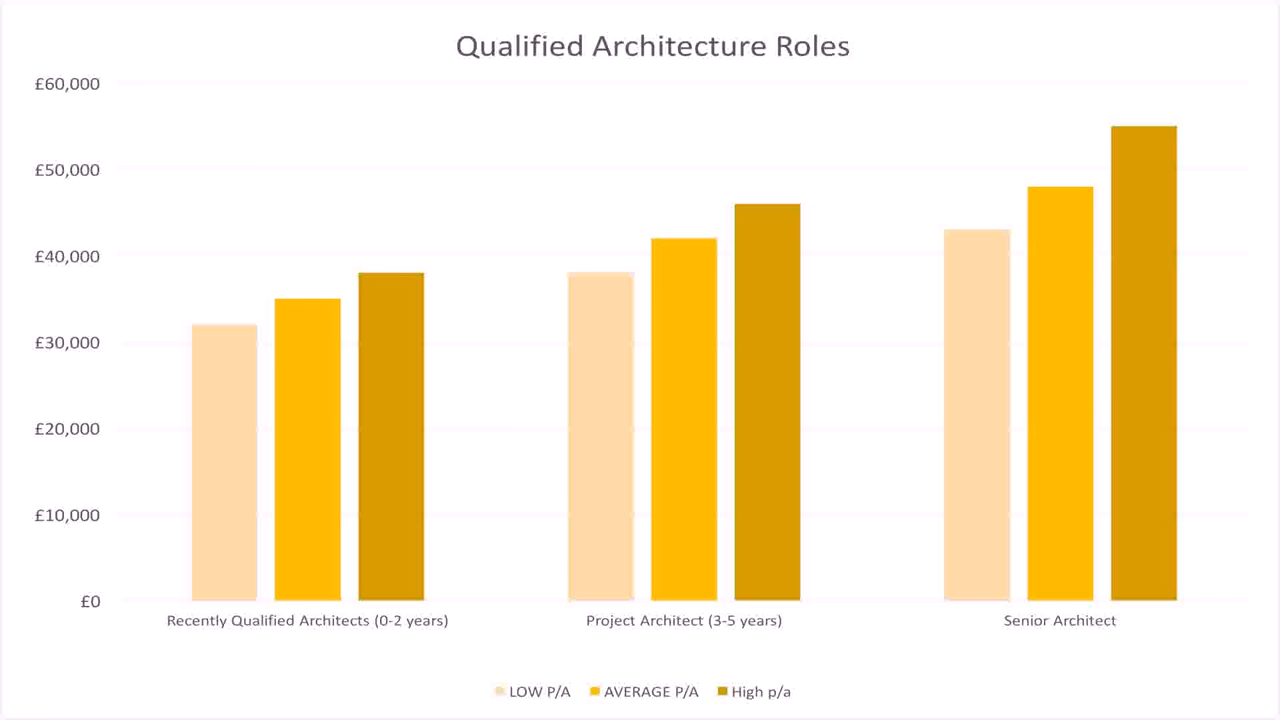 Qualified Architecture Roles
£60,000
£50,000
£40,000
£30,000
£20,000
£10,000
£0
Recently Qualified Architects (0-2 years)
Project Architect (3-5 years)
Senior Architect
LOW P/A
AVERAGE P/A
High p/a